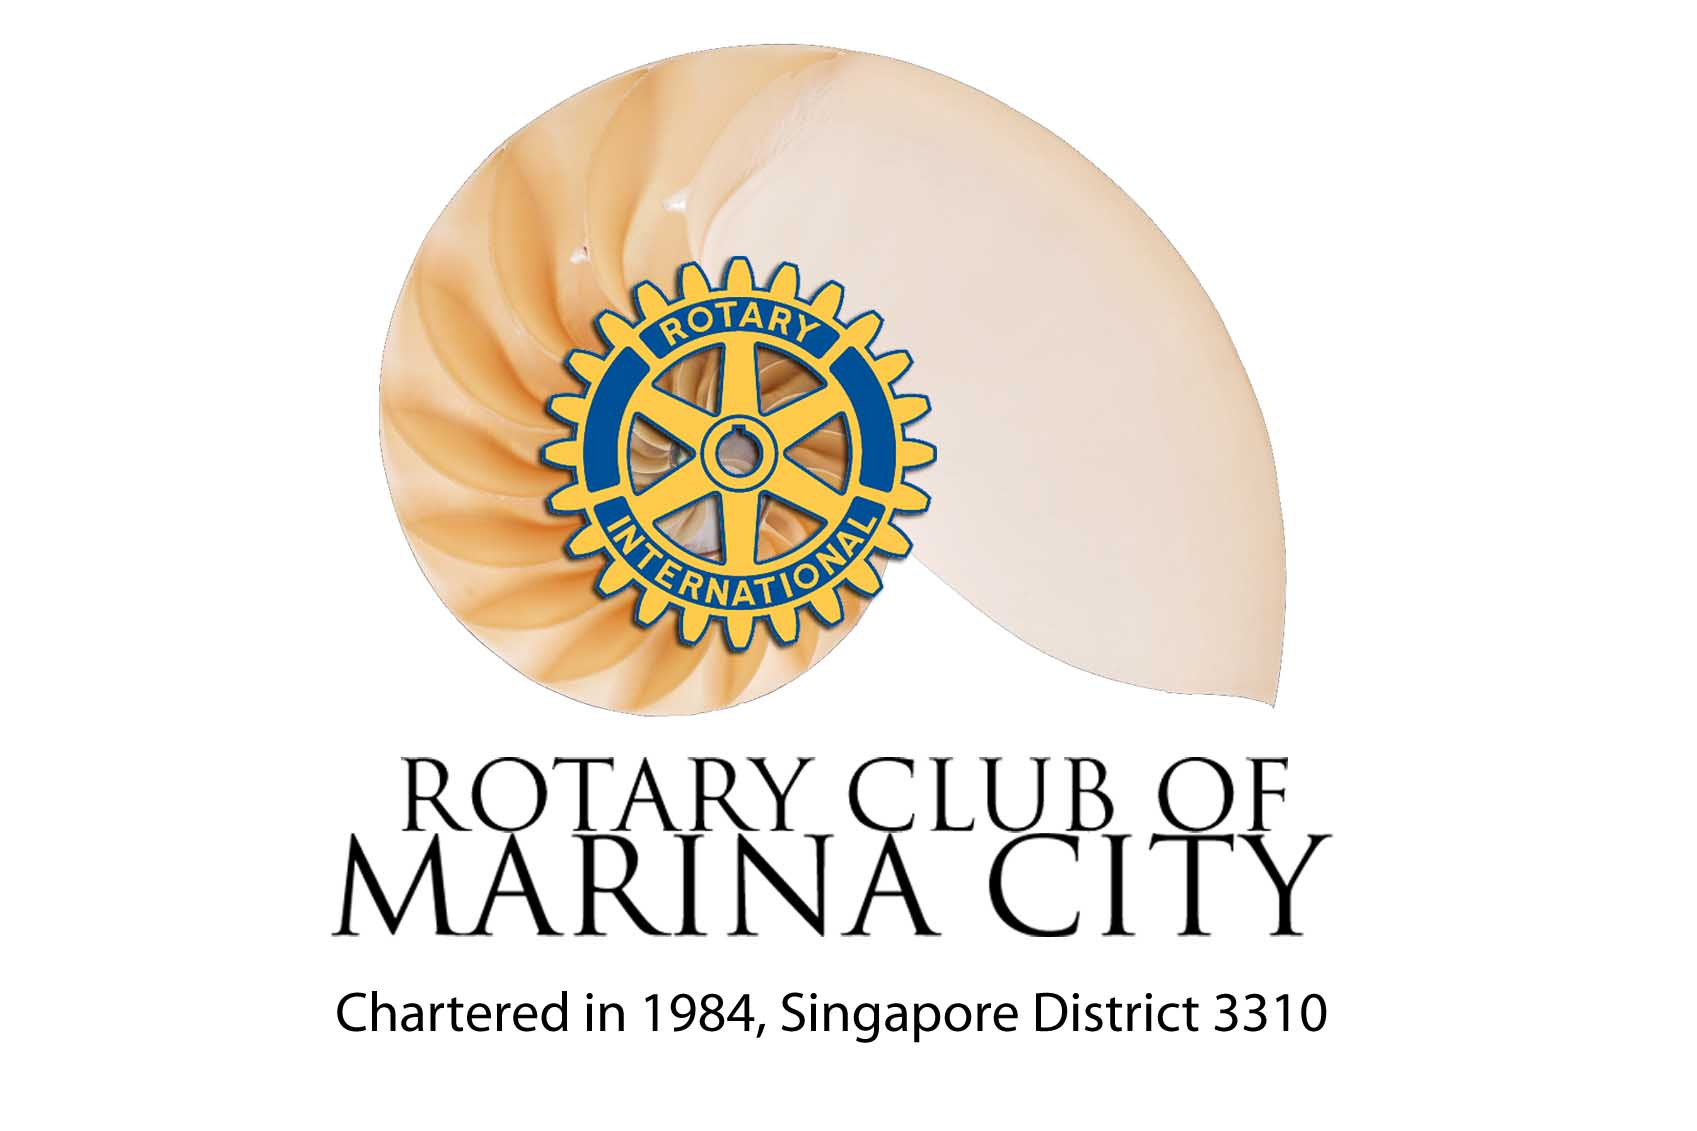 ROTARY
INTERNATIONAL
ROTARY CLUB OF
MARINA CITY
Chartered in 1984, Singapore District 3310